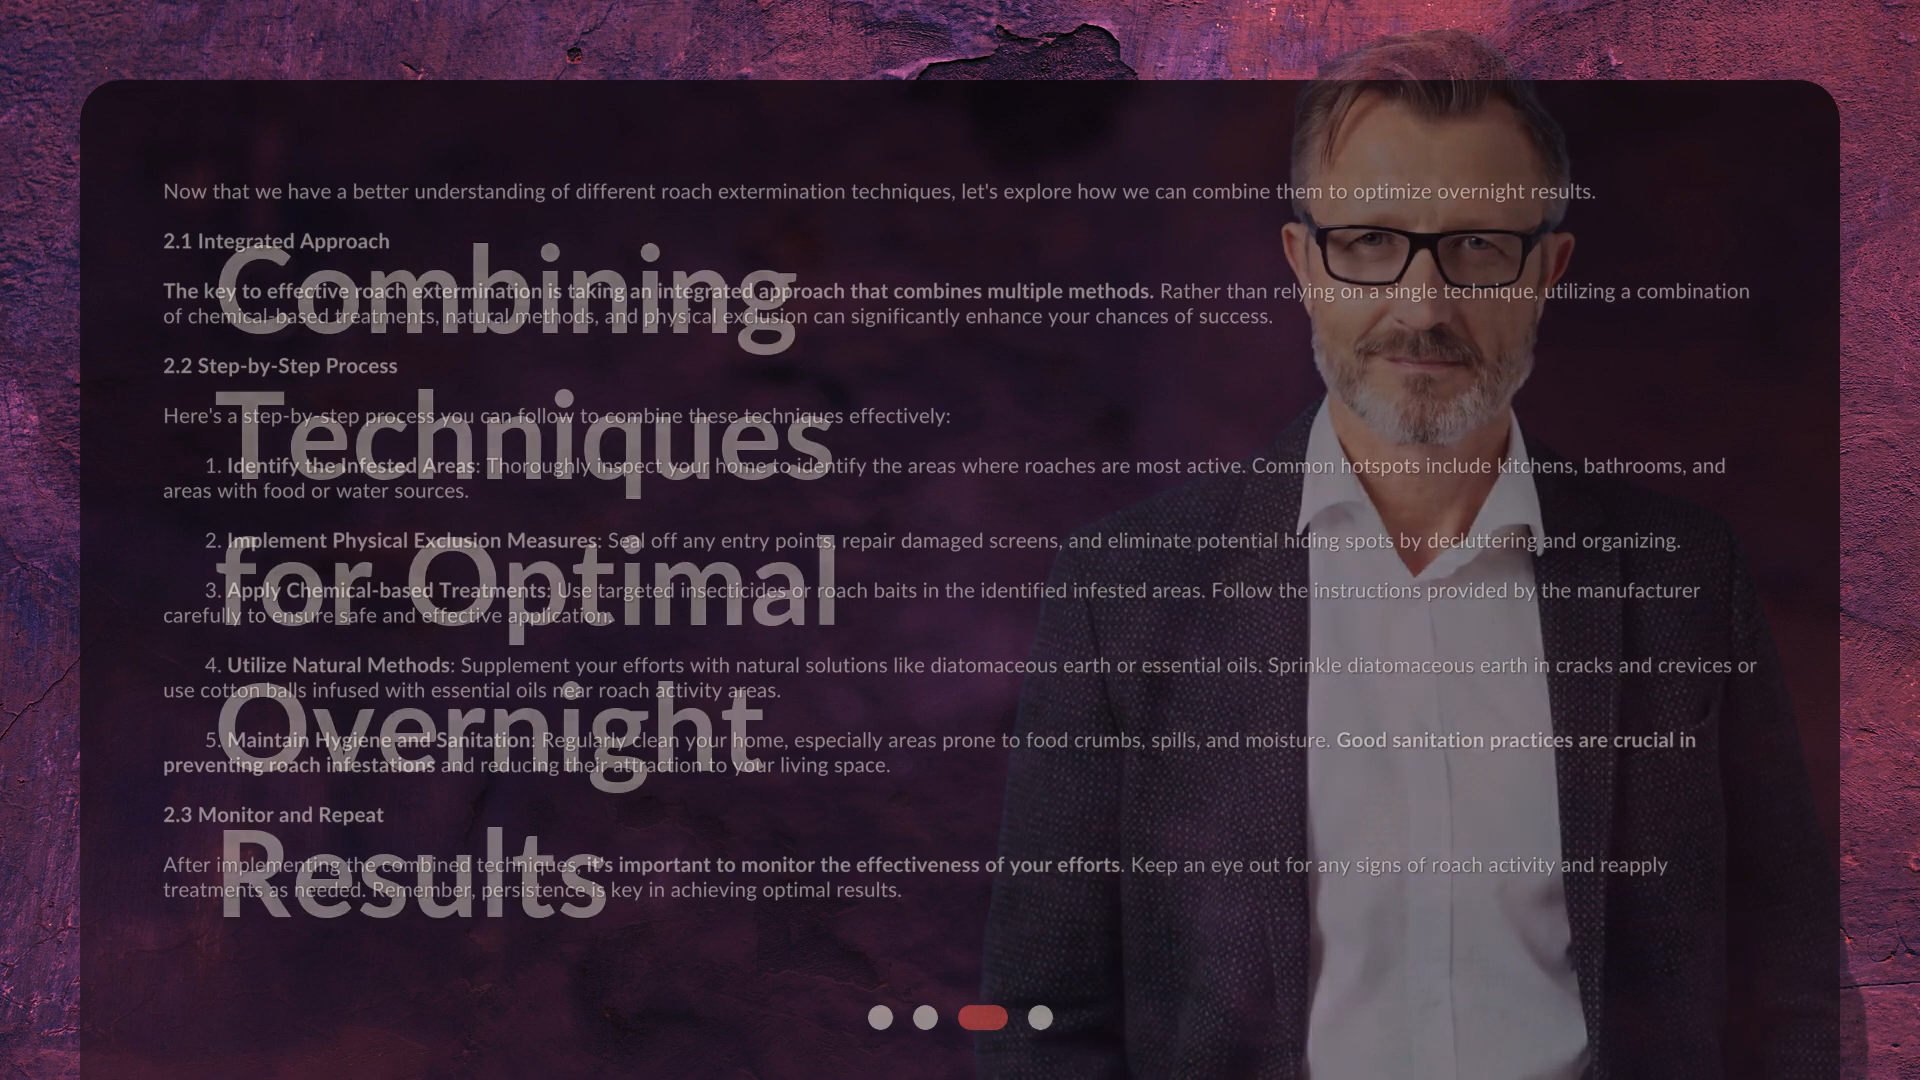 Now that we have a better understanding of different roach extermination techniques, let's explore how we can combine them to optimize overnight results.
2.1 Integrated Approach
The key to effective roach extermination is taking an integrated approach that combines multiple methods. Rather than relying on a single technique, utilizing a combination
of chemical-based treatments, natural methods, and physical exclusion can significantly enhance your chances of success.
2.2 Step-by-Step Process
Here's a step-by-step process you can follow to combine these techniques effectively:
1. Identify the Infested Areas: Thoroughly inspect your home to identify the areas where roaches are most active. Common hotspots include kitchens, bathrooms, and
areas with food or water sources.
2. Implement Physical Exclusion Measures: Seal off any entry points, repair damaged screens, and eliminate potential hiding spots by decluttering and organizing.
3. Apply Chemical-based Treatments: Use targeted insecticides or roach baits in the identified infested areas. Follow the instructions provided by the manufacturer
carefully to ensure safe and effective application.
4. Utilize Natural Methods: Supplement your efforts with natural solutions like diatomaceous earth or essential oils. Sprinkle diatomaceous earth in cracks and crevices or
use cotton balls infused with essential oils near roach activity areas.
5. Maintain Hygiene and Sanitation: Regularly clean your home, especially areas prone to food crumbs, spills, and moisture. Good sanitation practices are crucial in
preventing roach infestations and reducing their attraction to your living space.
2.3 Monitor and Repeat
After implementing the combined techniques, it's important to monitor the effectiveness of your efforts. Keep an eye out for any signs of roach activity and reapply
treatments as needed. Remember, persistence is key in achieving optimal results.
Combining
Techniques
for Optimal
Overnight
Results